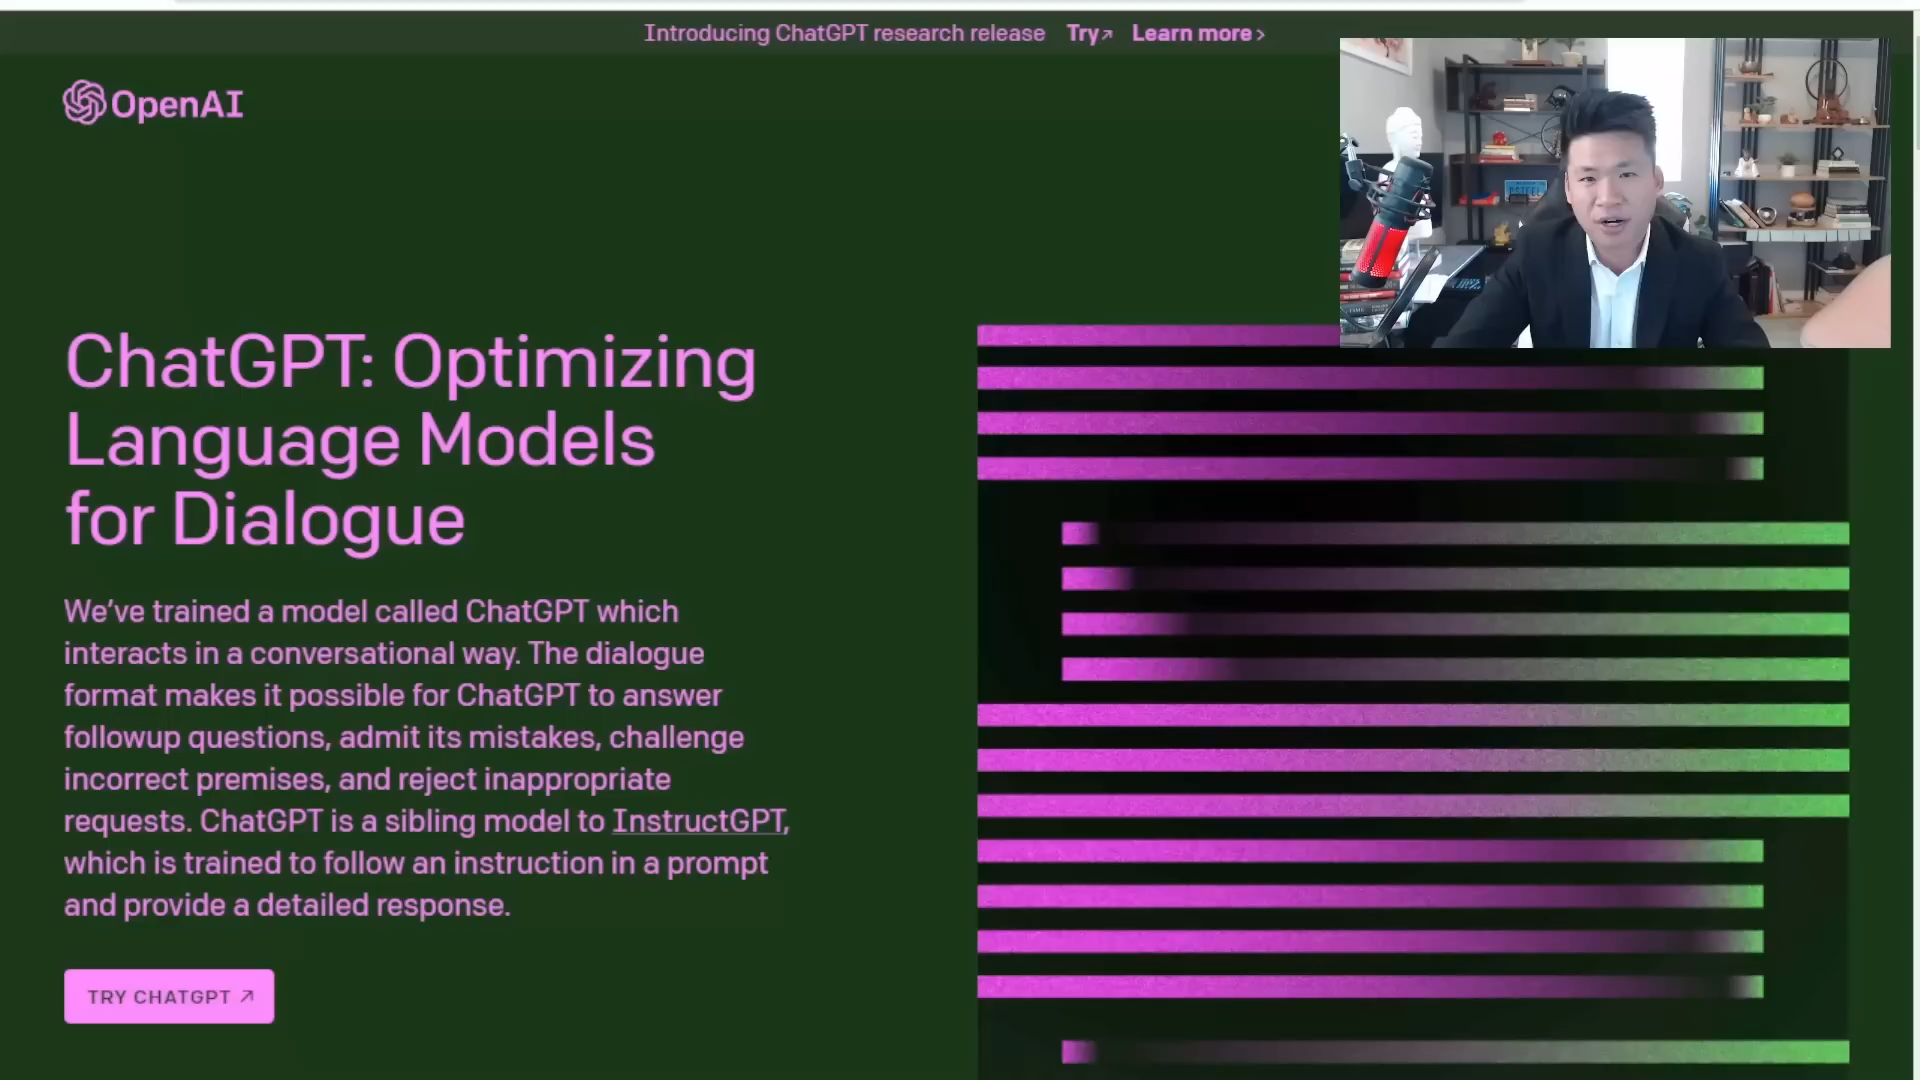 Introducing ChatGPT research release Try↗ Learn more ›
OpenAI
ChatGPT: Optimizing
Language Models
for Dialogue
We’ve trained a model called ChatGPT which
interacts in a conversational way. The dialogue
format makes it possible for ChatGPT to answer
followup questions, admit its mistakes, challenge
incorrect premises, and reject inappropriate
requests. ChatGPT is a sibling model to InstructGPT,
which is trained to follow an instruction in a prompt
and provide a detailed response.
TRY CHATGPT ↗